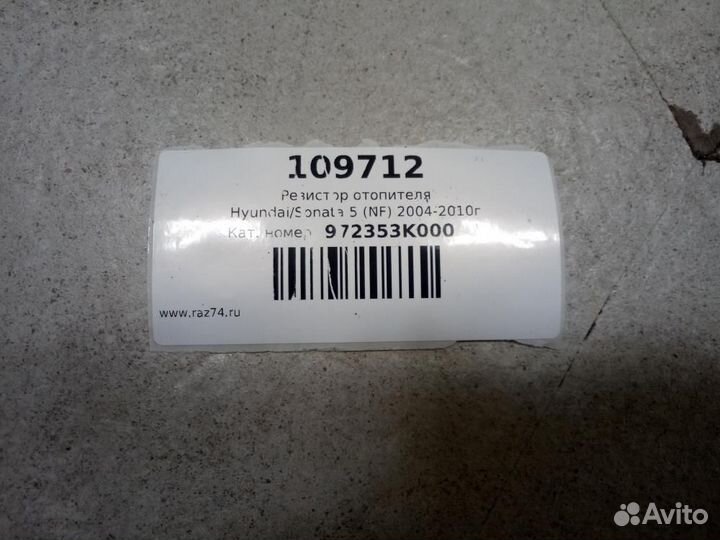 109712
Резистор отопителя
Hyundai/Sonata 5 (NF) 2004-2010г
Кат. номер 972353K000
www.raz74.ru
Avito